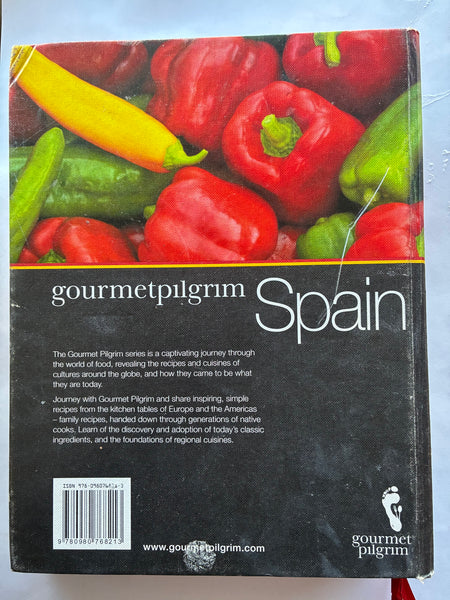 gourmetpilgrim
Spain
The Gourmet Pilgrim series is a captivating journey through
the world of food, revealing the recipes and cuisines of
cultures around the globe, and how they came to be what
they are today.
Journey with Gourmet Pilgrim and share inspiring, simple
recipes from the kitchen tables of Europe and the Americas
– family recipes, handed down through generations of native
cooks. Learn of the discovery and adoption of today's classic
ingredients, and the foundations of regional cuisines.
9 780980 768213
www.gourmetpilgrim.com
gourmet
pilgrim